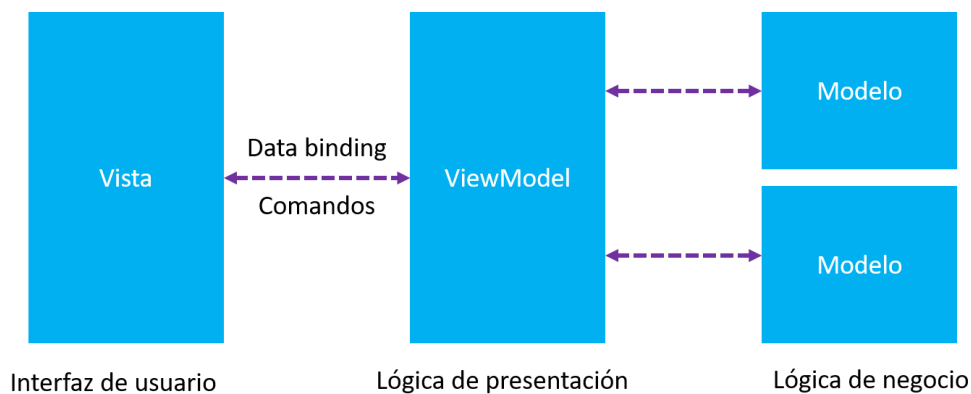 Vista
Data binding
Comandos
ViewModel
Modelo
Modelo
Interfaz de usuario
Lógica de presentación
Lógica de negocio